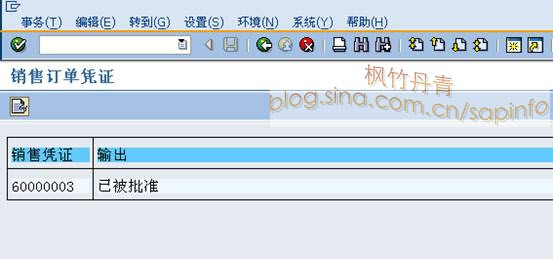 事务(T) 编辑(E) 转到(G) 设置(S) 环境(N) 系统(Y) 帮助(H)
销售订单凭证
枫竹丹青
blog.sina.com.cn/sapinfo
销售凭证 输出
60000003 已被批准